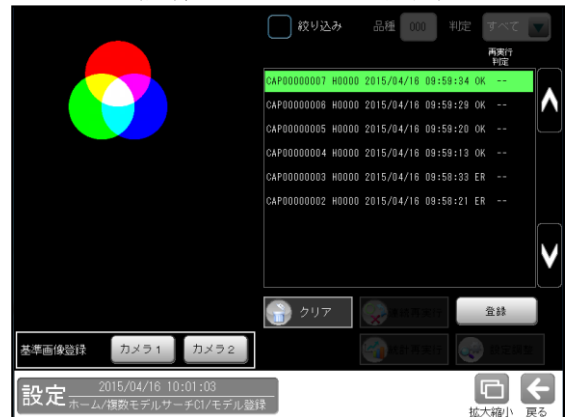 絞り込み 品種 000 判定 すべて
再実行
判定
CAP00000007 H0000 2015/04/16 09:59:34 OK --
CAP00000006 H0000 2015/04/16 09:59:29 OK --
CAP00000005 H0000 2015/04/16 09:59:20 OK --
CAP00000004 H0000 2015/04/16 09:59:13 OK --
CAP00000003 H0000 2015/04/16 09:58:33 ER --
CAP00000002 H0000 2015/04/16 09:58:21 ER --
クリア 登録
基準画像登録 カメラ1 カメラ2
設定 2015/04/16 10:01:03
ホーム/複数モデルサーチC1/モデル登録
拡大縮小 戻る